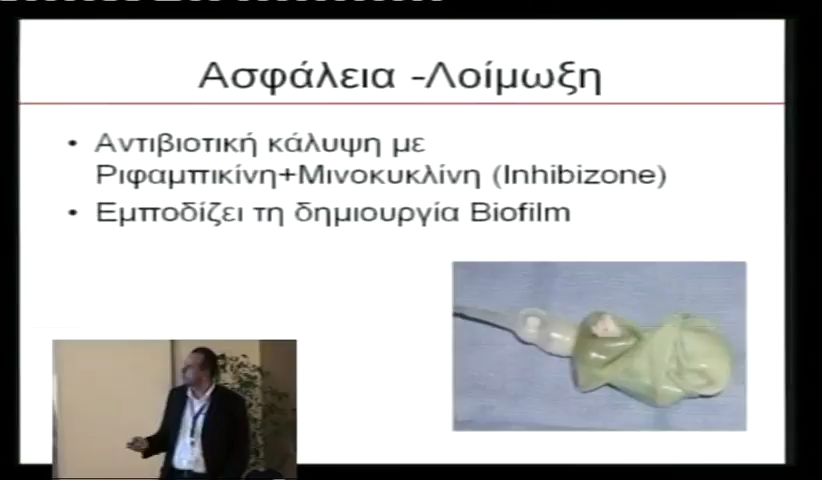 Ασφάλεια -Λοίμωξη
• Αντιβιοτική κάλυψη με
Ριφαμπικίνη+Μινοκυκλίνη (Inhibizone)
• Εμποδίζει τη δημιουργία Biofilm